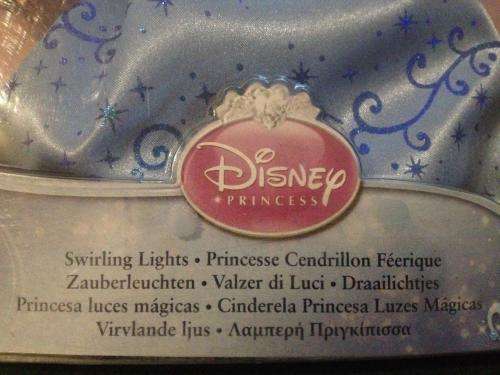 Disney
PRINCESS
Swirling Lights • Princesse Cendrillon Féerique
Zauberleuchten • Valzer di Luci • Draailichtjes
Princesa luces mágicas • Cinderela Princesa Luzes Mágicas
Virvlande ljus • Λαμπερή Πριγκίπισσα